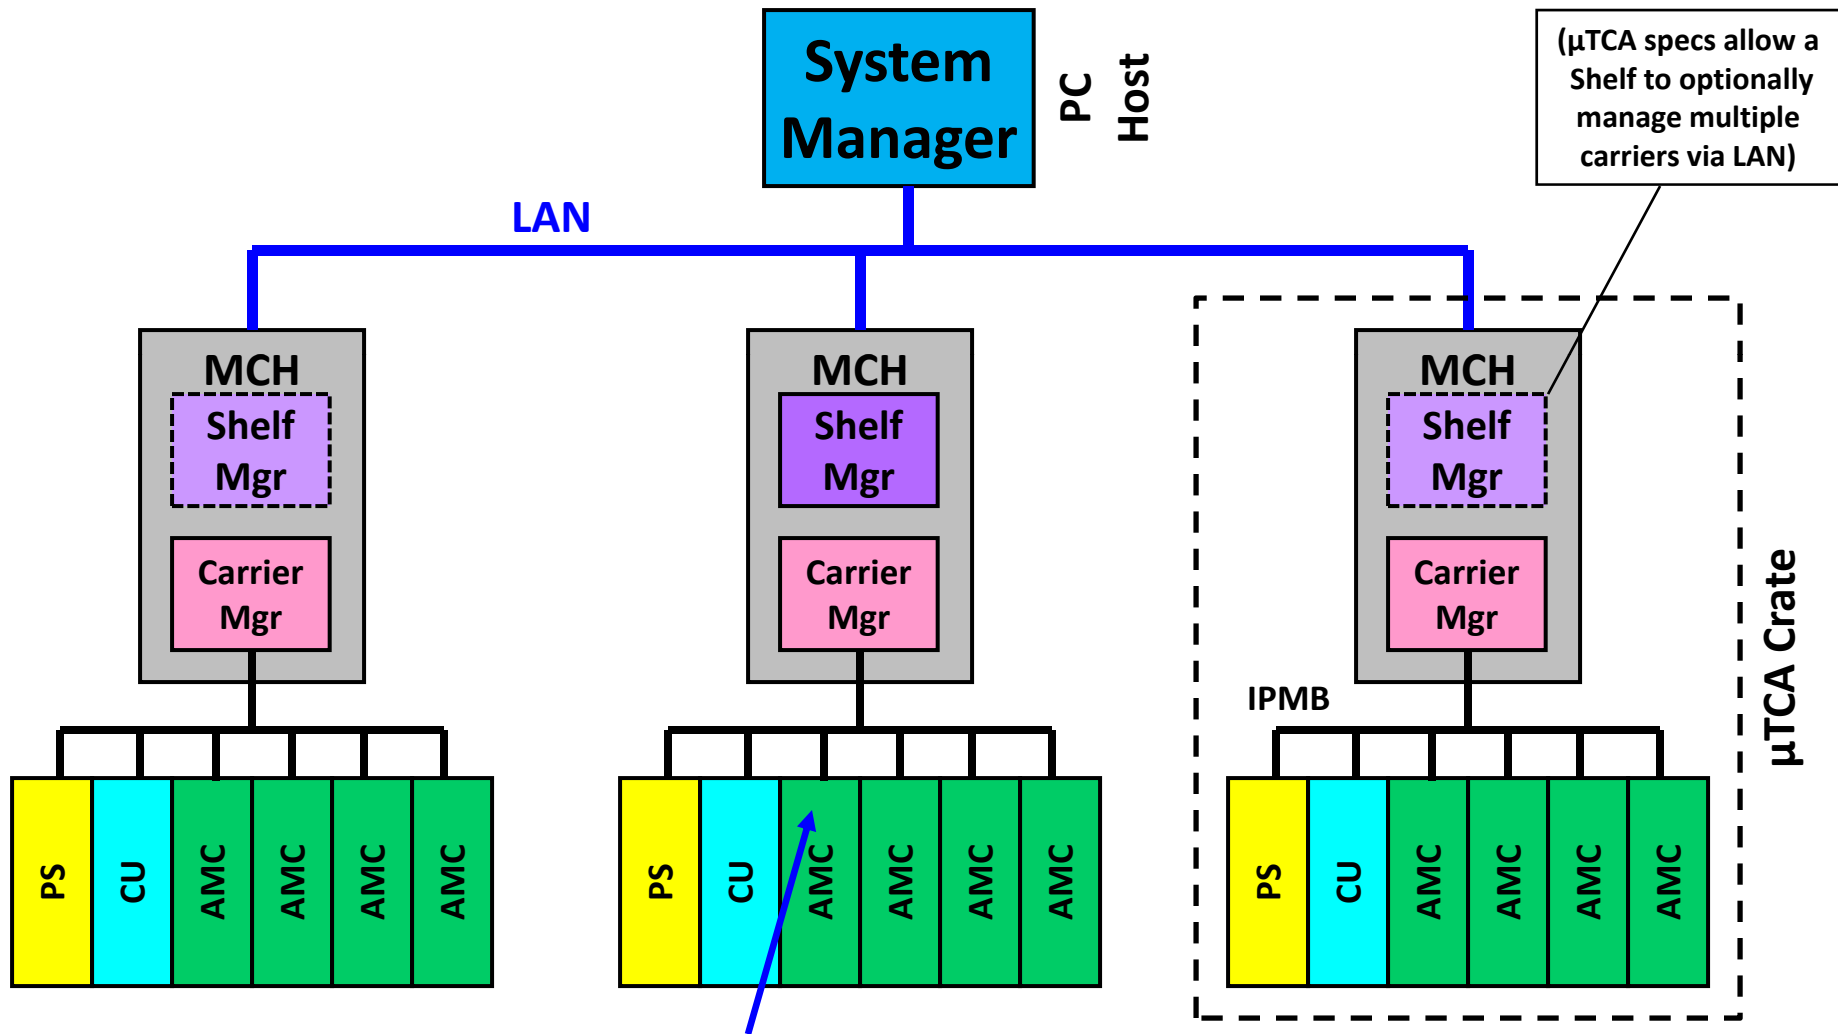 System
Manager
PC
Host
(µTCA specs allow a
Shelf to optionally
manage multiple
carriers via LAN)
LAN
MCH
Shelf
Mgr
Carrier
Mgr
MCH
Shelf
Mgr
Carrier
Mgr
MCH
Shelf
Mgr
Carrier
Mgr
IPMB
µTCA Crate
PS
CU
AMC
AMC
AMC
AMC
PS
CU
AMC
AMC
AMC
AMC
PS
CU
AMC
AMC
AMC
AMC